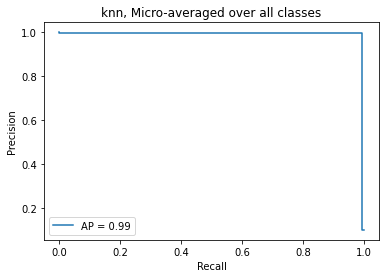 knn, Micro-averaged over all classes
1.0
0.8
0.6
0.4
0.2
Precision
AP = 0.99
0.0 0.2 0.4 0.6 0.8 1.0
Recall